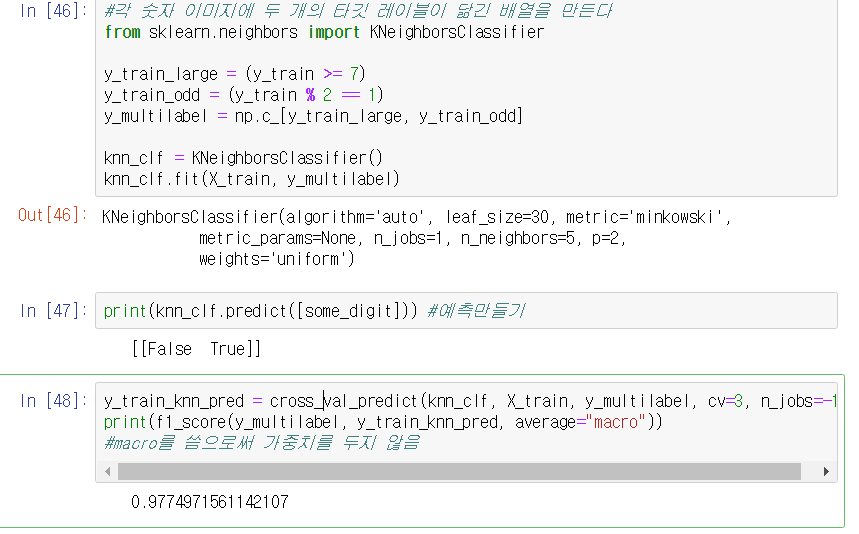 In [46]: #각 숫자 이미지에 두 개의 타깃 레이블이 닮긴 배열을 만든다
from sklearn.neighbors import KNeighborsClassifier
y_train_large = (y_train >= 7)
y_train_odd = (y_train % 2 == 1)
y_multilabel = np.c_[y_train_large, y_train_odd]
knn_clf = KNeighborsClassifier()
knn_clf.fit(X_train, y_multilabel)
Out[46]: KNeighborsClassifier(algorithm='auto', leaf_size=30, metric='minkowski',
metric_params=None, n_jobs=1, n_neighbors=5, p=2,
weights='uniform')
In [47]: print(knn_clf.predict([some_digit])) #예측만들기
[[False  True]]
In [48]: y_train_knn_pred = cross_val_predict(knn_clf, X_train, y_multilabel, cv=3, n_jobs=-1
print(f1_score(y_multilabel, y_train_knn_pred, average="macro"))
#macro를 씀으로써 가중치를 두지 않음
0.9774971561142107